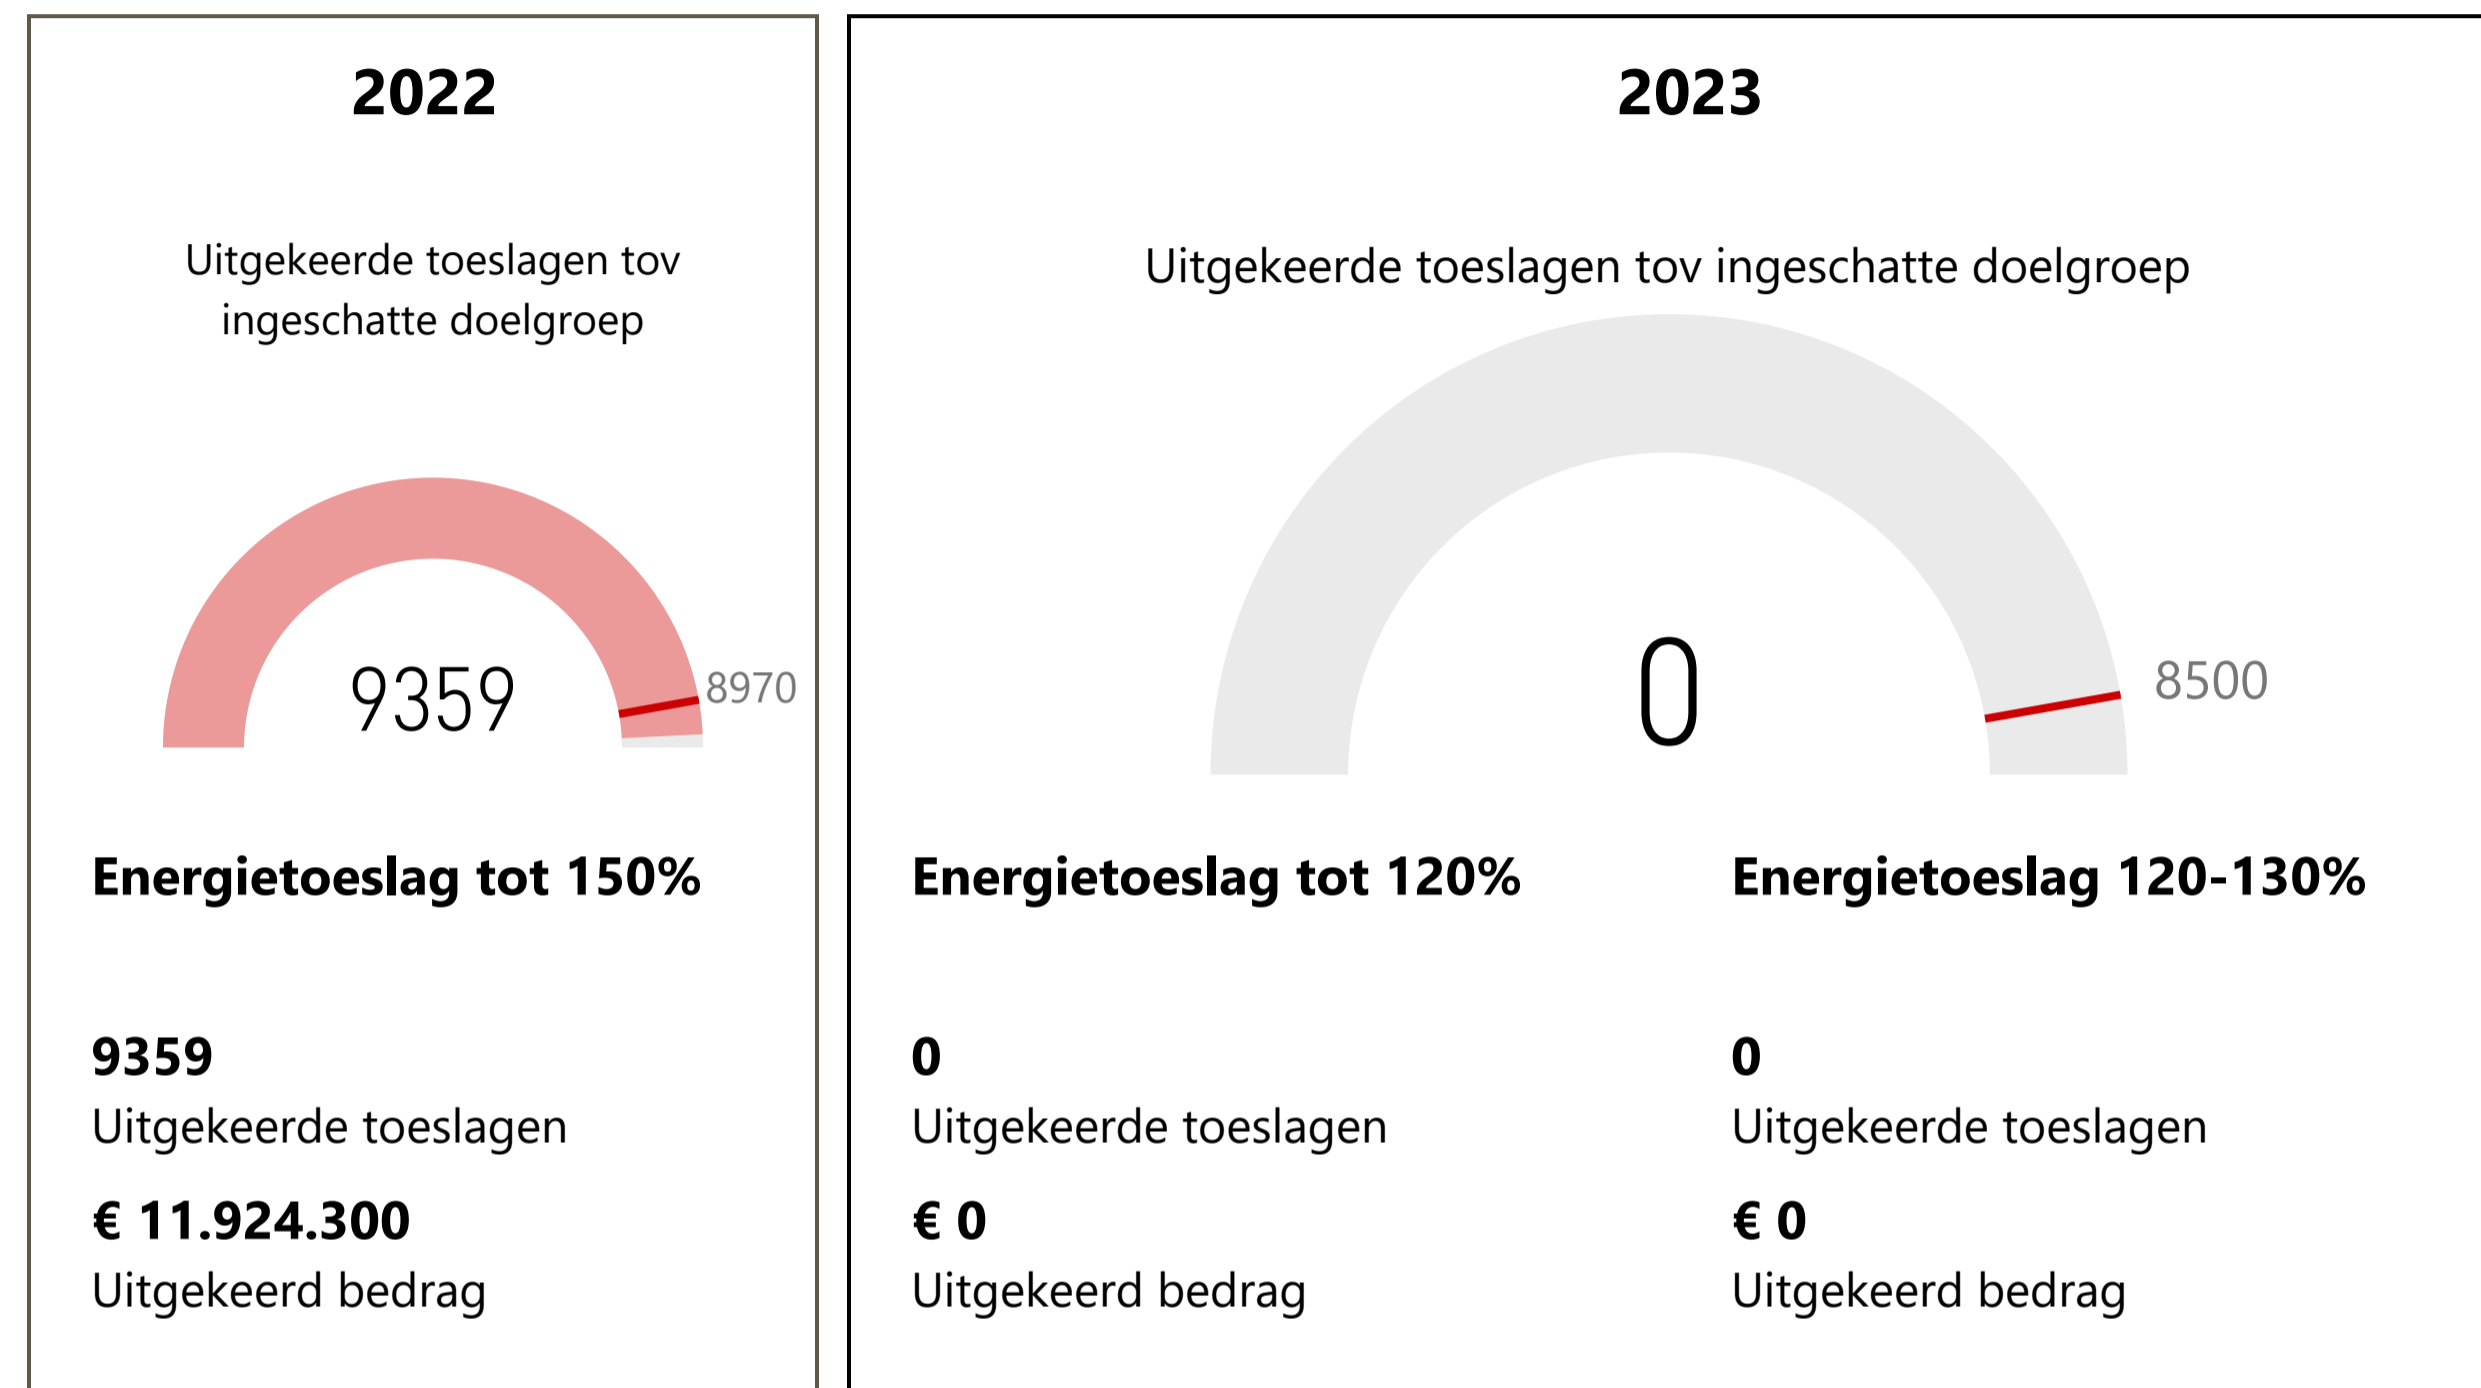 2022
Uitgekeerde toeslagen tov
ingeschatte doelgroep
9359
8970
Energietoeslag tot 150%
9359
Uitgekeerde toeslagen
€ 11.924.300
Uitgekeerd bedrag
2023
Uitgekeerde toeslagen tov ingeschatte doelgroep
0
8500
Energietoeslag tot 120%
0
Uitgekeerde toeslagen
€ 0
Uitgekeerd bedrag
Energietoeslag 120-130%
0
Uitgekeerde toeslagen
€ 0
Uitgekeerd bedrag